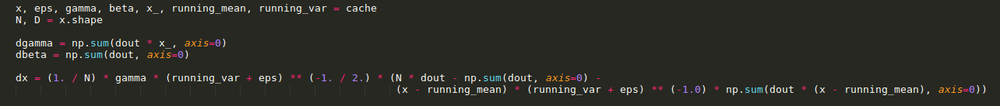 x, eps, gamma, beta, x_, running_mean, running_var = cache
N, D = x.shape
dgamma = np.sum(dout * x_, axis=0)
dbeta = np.sum(dout, axis=0)
dx = (1. / N) * gamma * (running_var + eps) ** (-1. / 2.) * (N * dout - np.sum(dout, axis=0) -
(x - running_mean) * (running_var + eps) ** (-1.0) * np.sum(dout * (x - running_mean), axis=0))